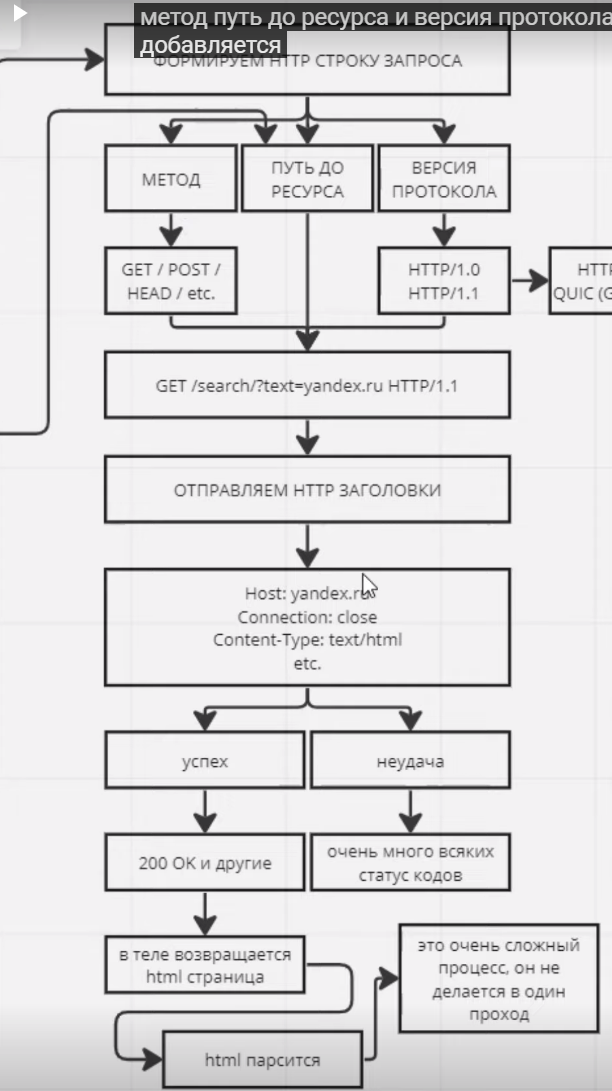 метод путь до ресурса и версия протокола
добавляется
ФОРМИРУЕМ HTTP СТРОКУ ЗАПРОСА
МЕТОД
ПУТЬ ДО
РЕСУРСА
ВЕРСИЯ
ПРОТОКОЛА
GET / POST /
HEAD / etc.
HTTP/1.0
HTTP/1.1
HTTP
QUIC (G
GET /search/?text=yandex.ru HTTP/1.1
ОТПРАВЛЯЕМ HTTP ЗАГОЛОВКИ
Host: yandex.ru
Connection: close
Content-Type: text/html
etc.
успех
неудача
200 OK и другие
очень много всяких
статус кодов
в теле возвращается
html страница
это очень сложный
процесс, он не
делается в один
проход
html парсится